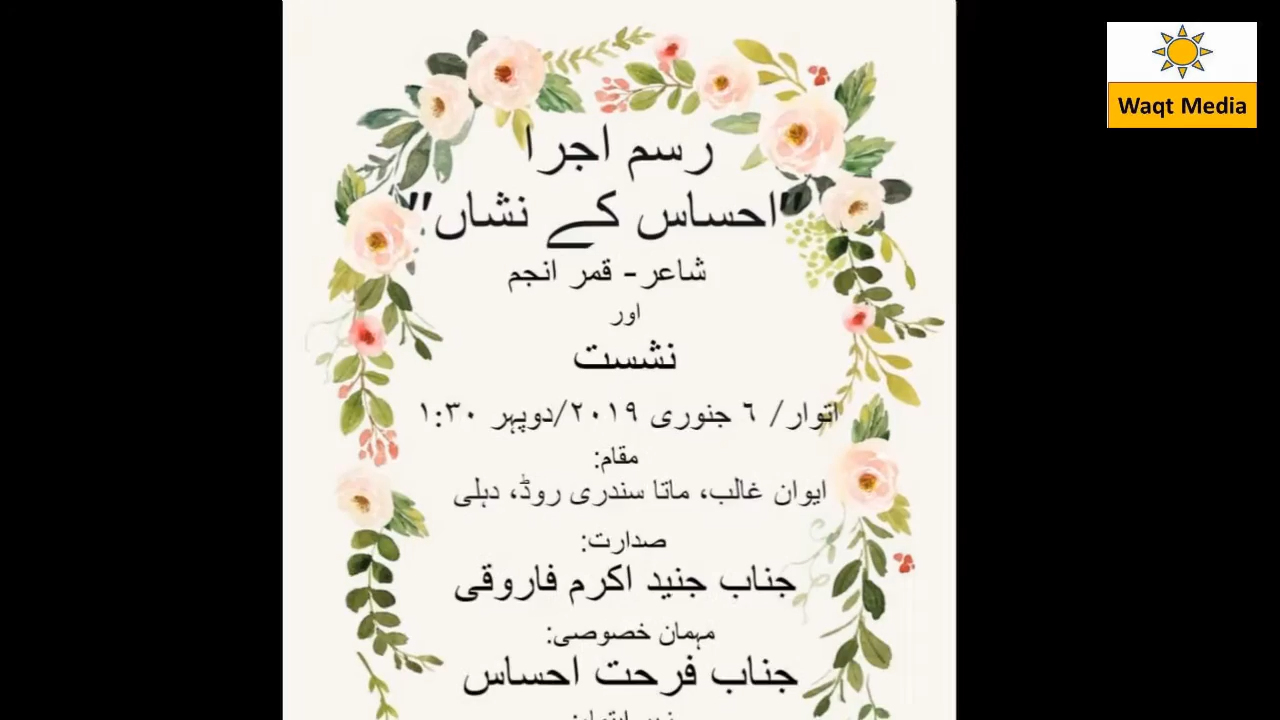 رسم اجرا
"احساس کے نشاں"
شاعر - قمر انجم
اور
نشست
اتوار/ ٦ جنوری ٢٠١٩/دوپہر ١:٣٠
مقام:
ایوان غالب، ماتا سندری روڈ، دہلی
صدارت:
جناب جنید اکرم فاروقی
مہمان خصوصی:
جناب فرحت احساس
Waqt Media